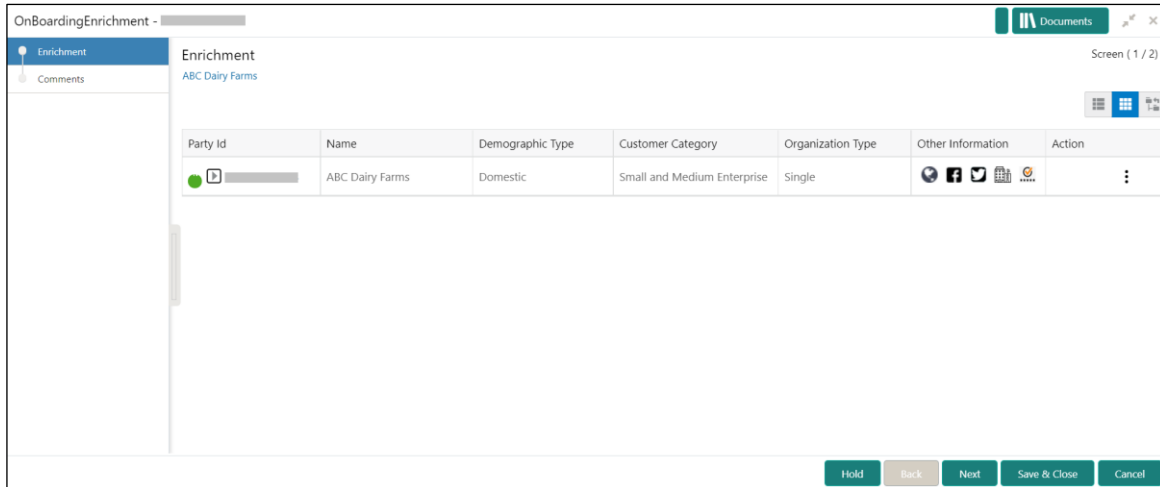 OnBoardingEnrichment -
Documents
Enrichment
Comments
Enrichment
Screen ( 1 / 2)
ABC Dairy Farms
Party Id Name Demographic Type Customer Category Organization Type Other Information Action
ABC Dairy Farms Domestic Small and Medium Enterprise Single
Hold Back Next Save & Close Cancel